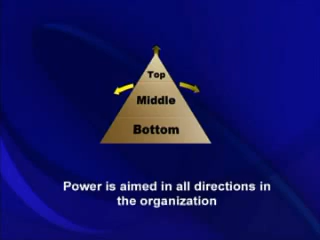 Top
Middle
Bottom
Power is aimed in all directions in
the organization